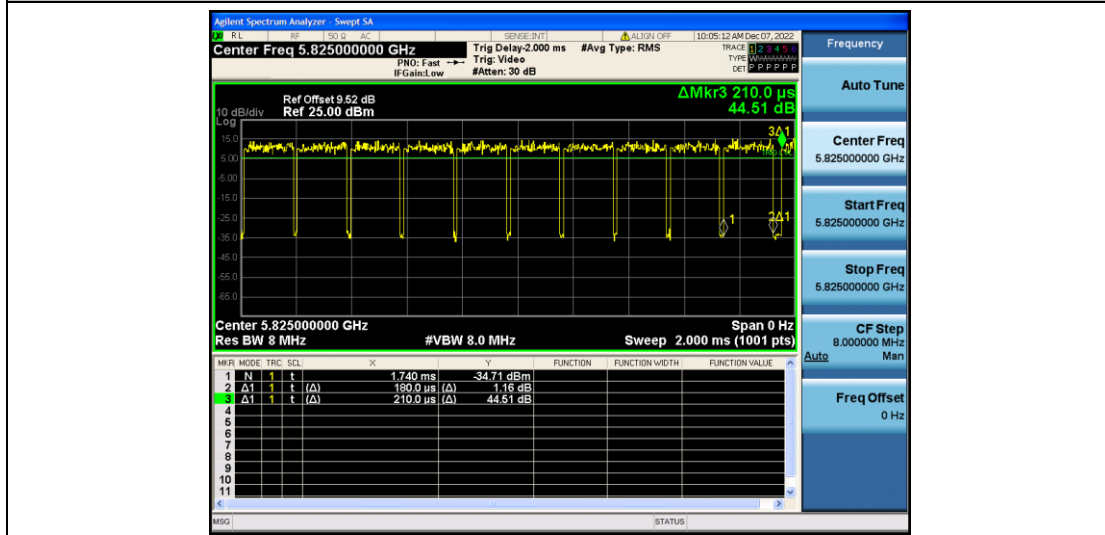 Agilent Spectrum Analyzer - Swept SA
RL RF 50 Ω AC SENSE:INT ALIGN OFF 10:05:12 AM Dec 07, 2022
Center Freq 5.825000000 GHz Trig Delay-2.000 ms #Avg Type: RMS TRACE 1 2 3 4 5 6
PNO: Fast Trig: Video TYPE
IFGain:Low #Atten: 30 dB DET P P P P P P
Frequency
Auto Tune
Center Freq
5.825000000 GHz
Start Freq
5.825000000 GHz
Stop Freq
5.825000000 GHz
CF Step
8.000000 MHz
Auto Man
Freq Offset
0 Hz
ΔMkr3 210.0 µs
44.51 dB
Ref Offset 9.52 dB
10 dB/div Ref 25.00 dBm
Log
15.0
5.00
-5.00
-15.0
-25.0
-35.0
-45.0
-55.0
-65.0
3Δ1
1
2Δ1
Center 5.825000000 GHz Span 0 Hz
Res BW 8 MHz #VBW 8.0 MHz Sweep 2.000 ms (1001 pts)
MKR MODE TRC SCL X Y FUNCTION FUNCTION WIDTH FUNCTION VALUE
1 N 1 t 1.740 ms -34.71 dBm
2 Δ1 1 t (Δ) 180.0 µs (Δ) 1.16 dB
3 Δ1 1 t (Δ) 210.0 µs (Δ) 44.51 dB
4
5
6
7
8
9
10
11
MSG STATUS